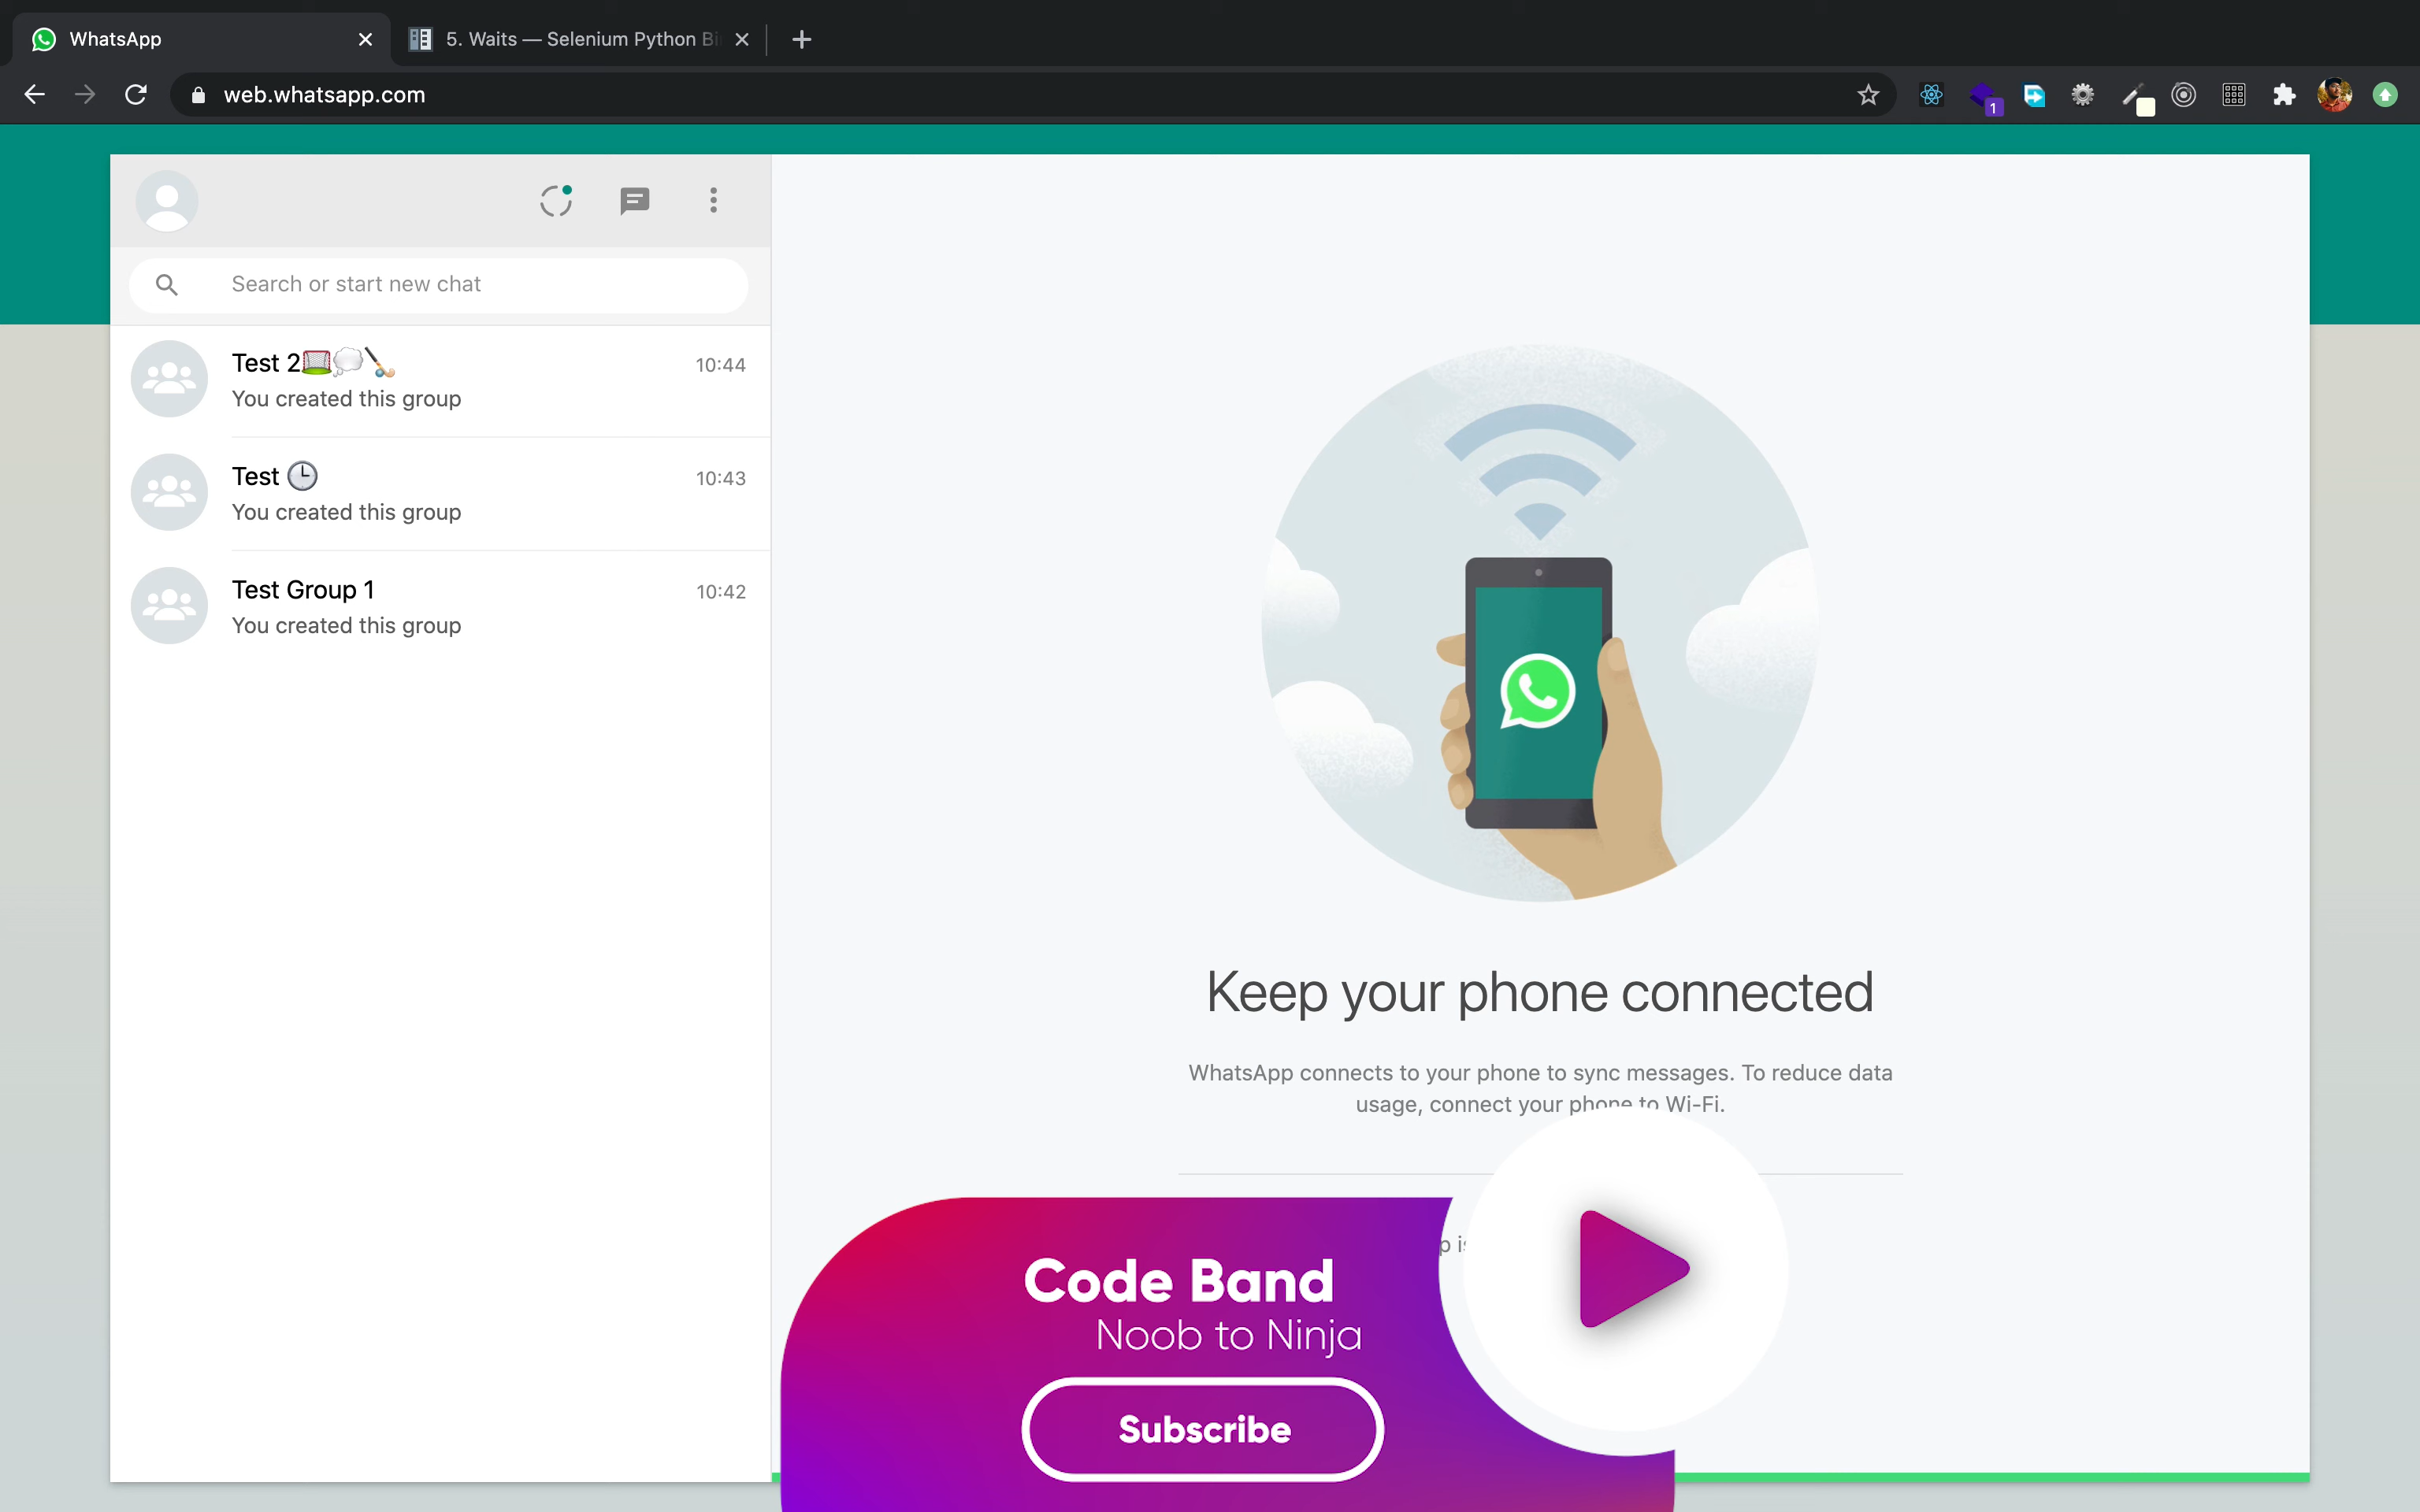 WhatsApp
5. Waits — Selenium Python
web.whatsapp.com
1
Search or start new chat
Test 2🥅💭🏑
10:44
You created this group
Test 🕒
10:43
You created this group
Test Group 1
10:42
You created this group
Keep your phone connected
WhatsApp connects to your phone to sync messages. To reduce data
usage, connect your phone to Wi-Fi.
Code Band
Noob to Ninja
Subscribe